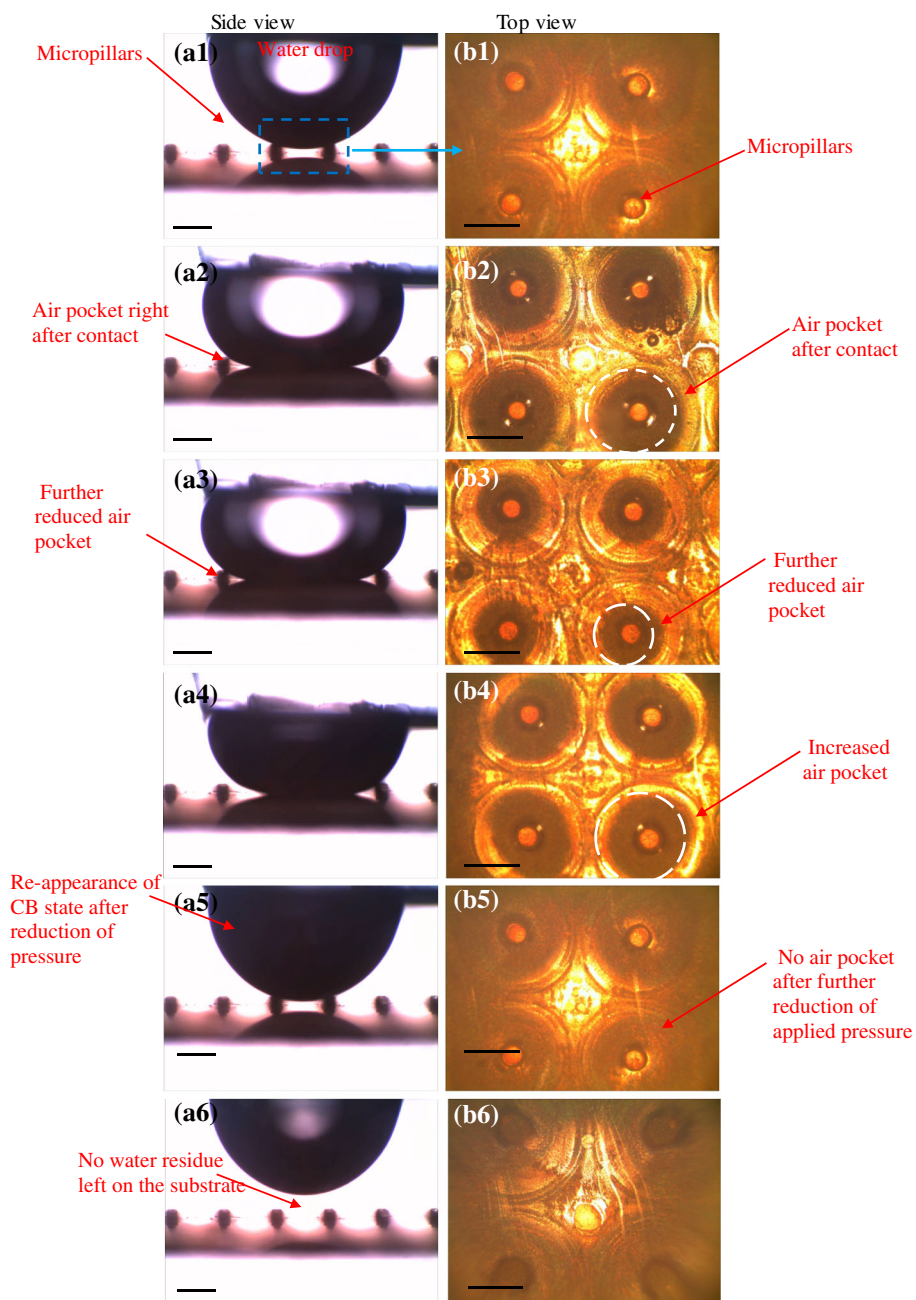 Side view
Top view
(a1)
Water drop
Micropillars
(b1)
Micropillars
(a2)
Air pocket right
after contact
(b2)
Air pocket
after contact
(a3)
Further
reduced air
pocket
(b3)
Further
reduced air
pocket
(a4)
(b4)
Increased
air pocket
(a5)
Re-appearance of
CB state after
reduction of
pressure
(b5)
No air pocket
after further
reduction of
applied pressure
(a6)
No water residue
left on the substrate
(b6)